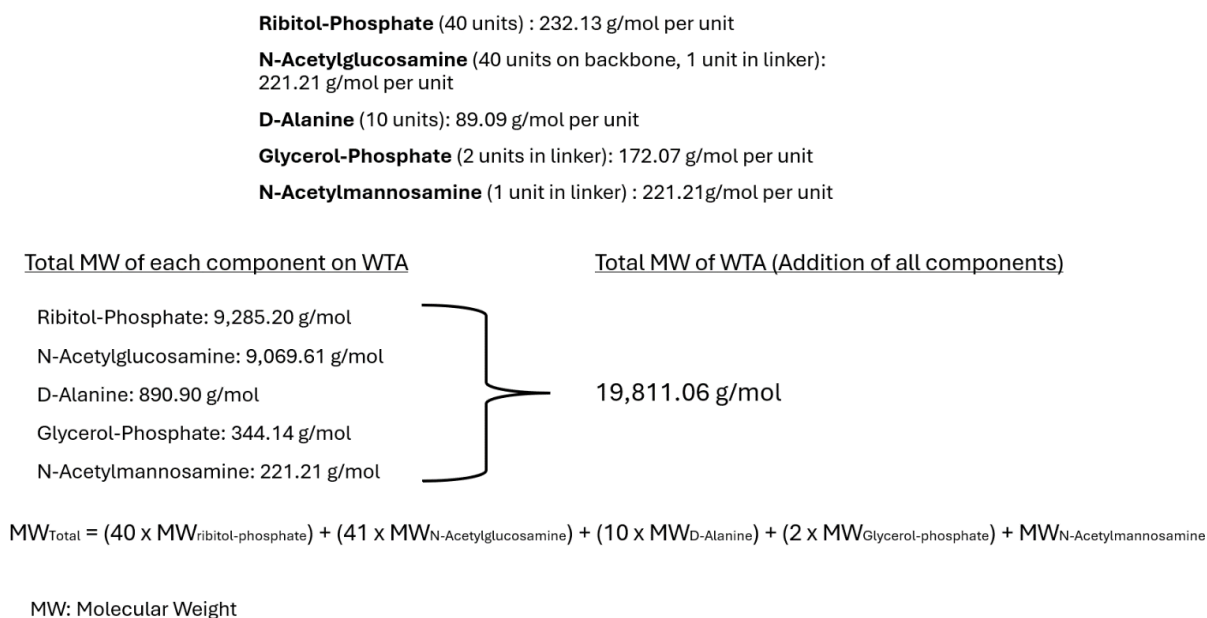 Ribitol-Phosphate (40 units) : 232.13 g/mol per unit
N-Acetylglucosamine (40 units on backbone, 1 unit in linker):
221.21 g/mol per unit
D-Alanine (10 units): 89.09 g/mol per unit
Glycerol-Phosphate (2 units in linker): 172.07 g/mol per unit
N-Acetylmannosamine (1 unit in linker) : 221.21g/mol per unit
Total MW of each component on WTA
Total MW of WTA (Addition of all components)
Ribitol-Phosphate: 9,285.20 g/mol
N-Acetylglucosamine: 9,069.61 g/mol
D-Alanine: 890.90 g/mol
Glycerol-Phosphate: 344.14 g/mol
N-Acetylmannosamine: 221.21 g/mol
19,811.06 g/mol
MWTotal = (40 x MWribitol-phosphate) + (41 x MWN-Acetylglucosamine) + (10 x MWD-Alanine) + (2 x MWGlycerol-phosphate) + MWN-Acetylmannosamine
MW: Molecular Weight